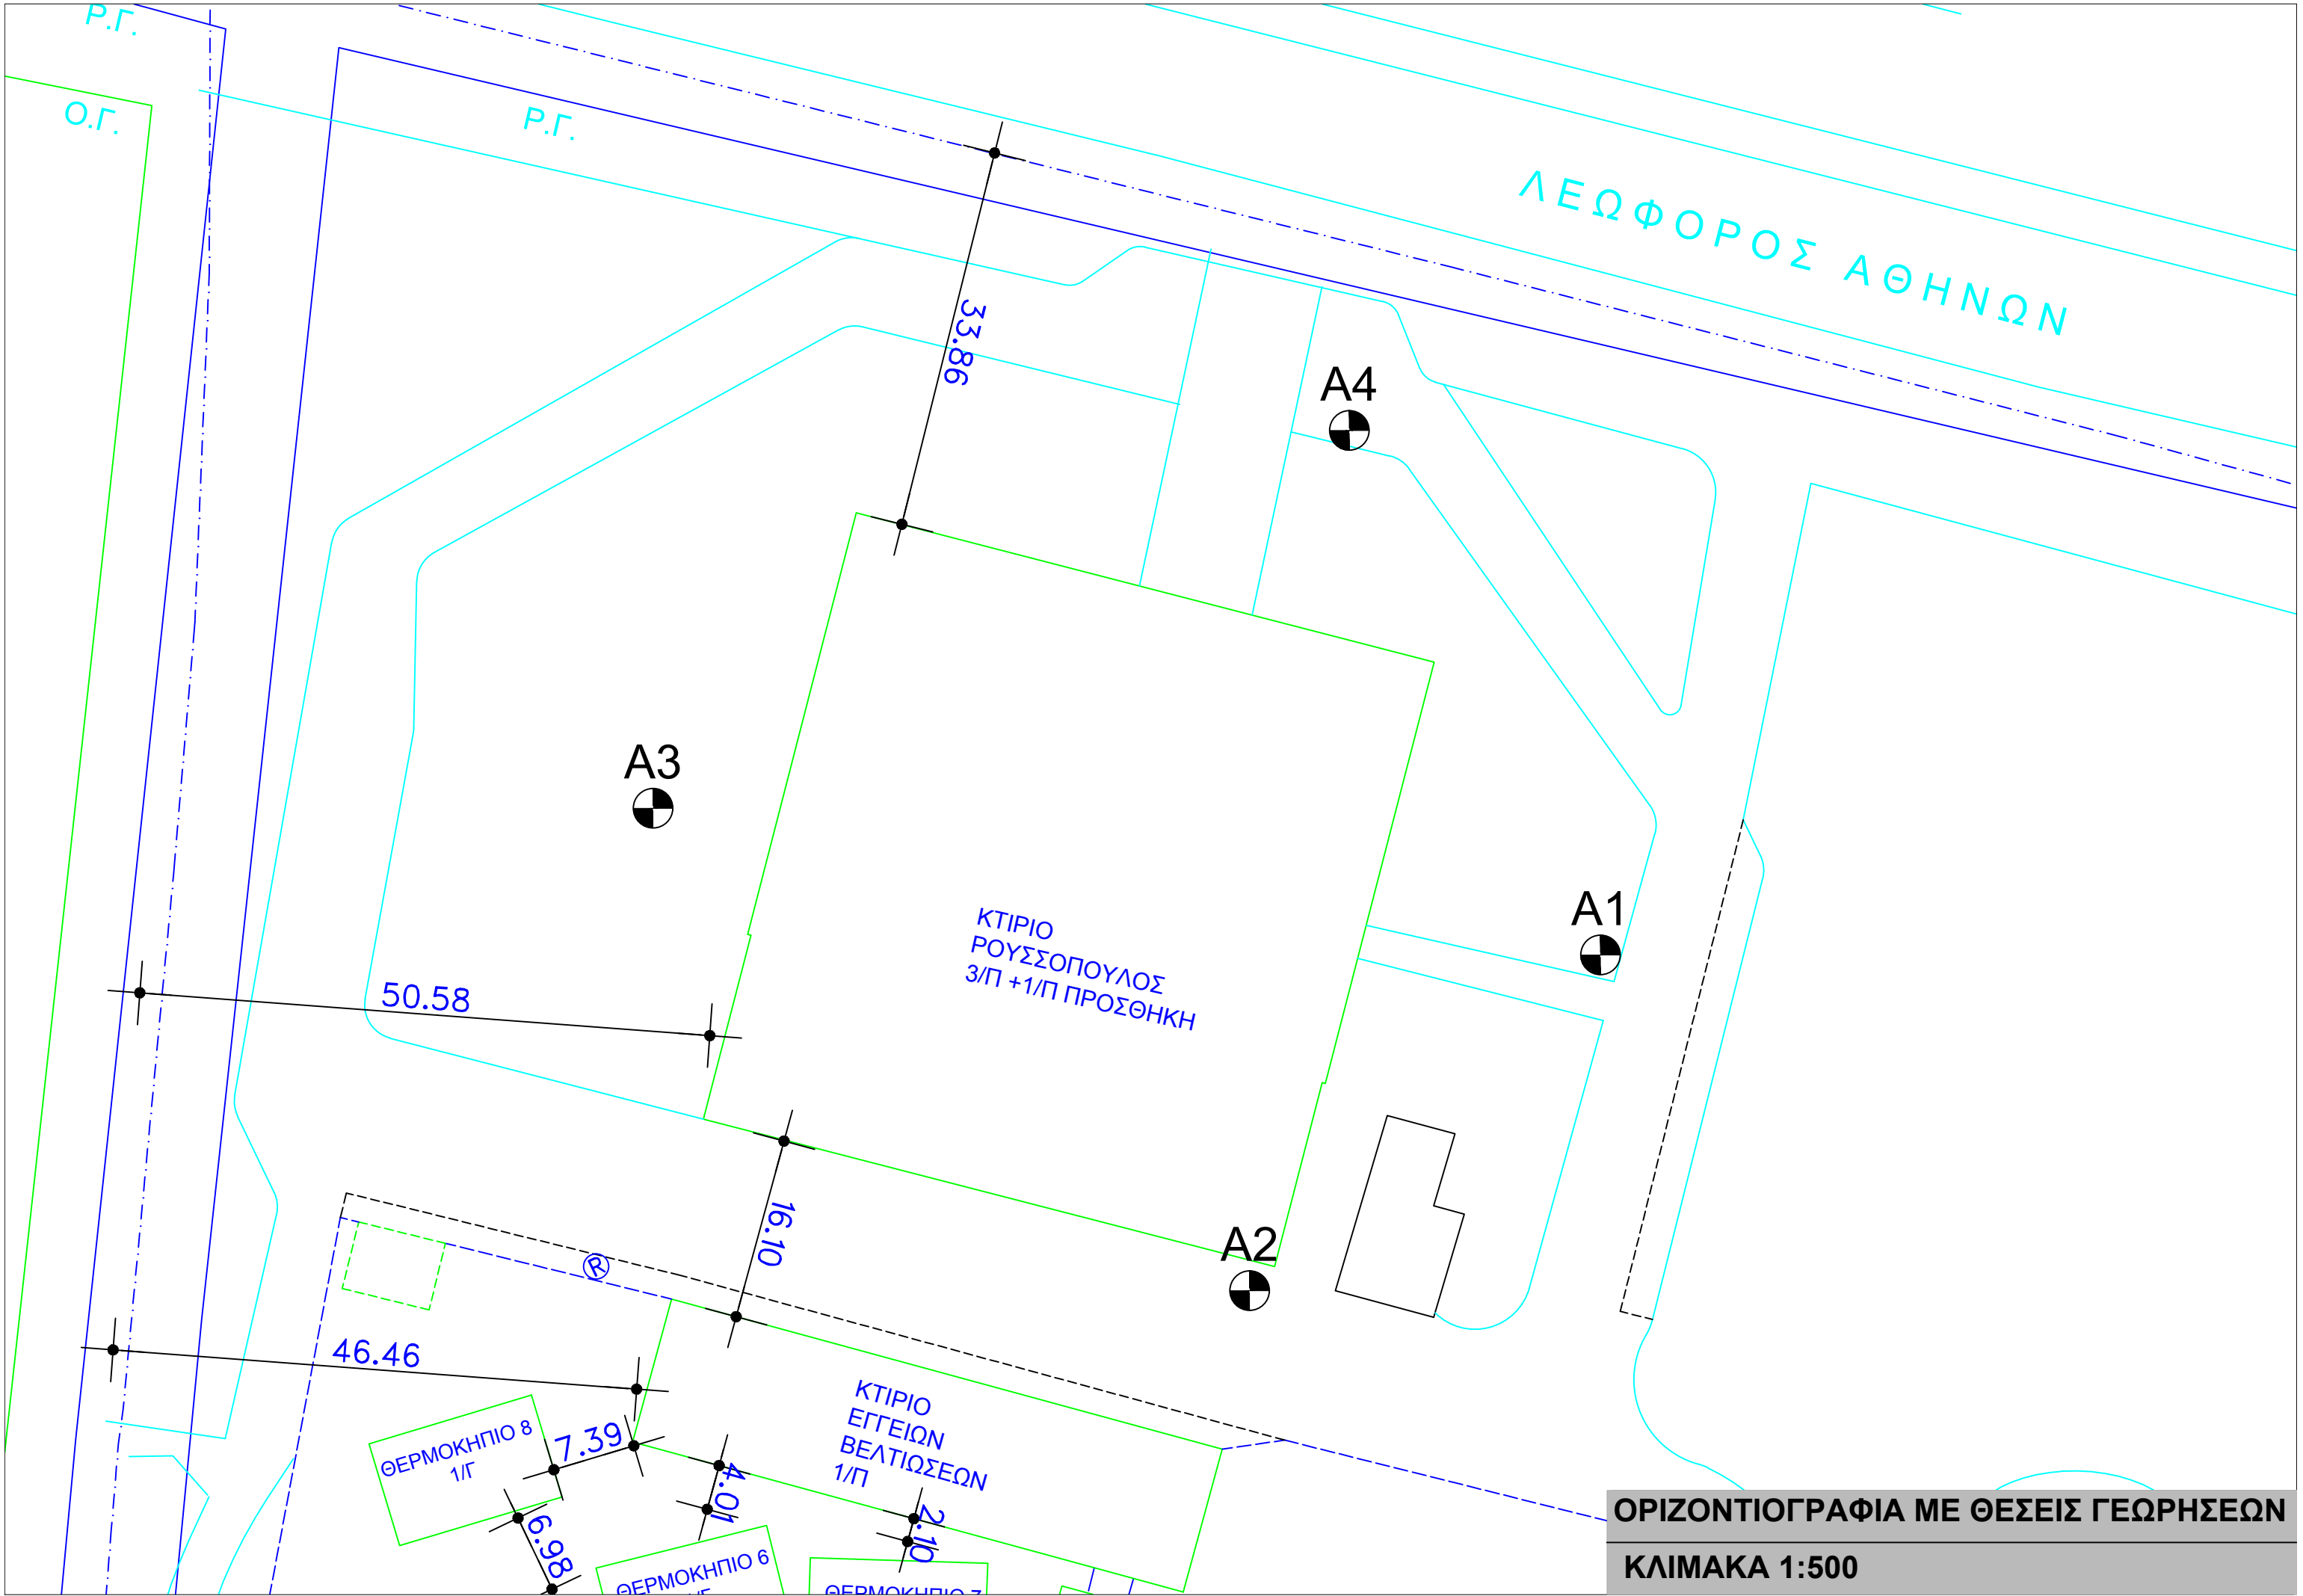 Ρ.Γ.
Ο.Γ.
Ρ.Γ.
ΛΕΩΦΟΡΟΣ ΑΘΗΝΩΝ
33.86
A4
A3
A1
ΚΤΙΡΙΟ
ΡΟΥΣΣΟΠΟΥΛΟΣ
3/Π +1/Π ΠΡΟΣΘΗΚΗ
50.58
16.10
A2
®
46.46
ΚΤΙΡΙΟ
ΕΓΓΕΙΩΝ
ΒΕΛΤΙΩΣΕΩΝ
1/Π
ΘΕΡΜΟΚΗΠΙΟ 8
1/Γ
7.39
4.01
2.10
6.98
ΘΕΡΜΟΚΗΠΙΟ 6
ΘΕΡΜΟΚΗΠΙΟ 7
ΟΡΙΖΟΝΤΙΟΓΡΑΦΙΑ ΜΕ ΘΕΣΕΙΣ ΓΕΩΡΗΣΕΩΝ
ΚΛΙΜΑΚΑ 1:500